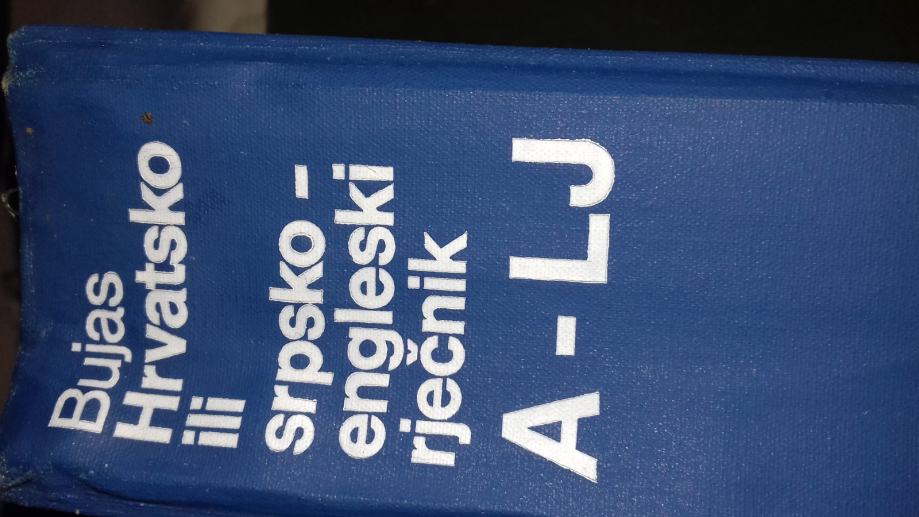 Bujas
Hrvatsko
ili
srpsko -
engleski
rječnik
A - LJ